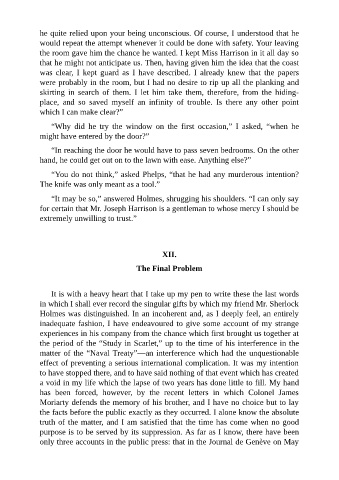 he quite relied upon your being unconscious. Of course, I understood that he
would repeat the attempt whenever it could be done with safety. Your leaving
the room gave him the chance he wanted. I kept Miss Harrison in it all day so
that he might not anticipate us. Then, having given him the idea that the coast
was clear, I kept guard as I have described. I already knew that the papers
were probably in the room, but I had no desire to rip up all the planking and
skirting in search of them. I let him take them, therefore, from the hiding-
place, and so saved myself an infinity of trouble. Is there any other point
which I can make clear?”
“Why did he try the window on the first occasion,” I asked, “when he
might have entered by the door?”
“In reaching the door he would have to pass seven bedrooms. On the other
hand, he could get out on to the lawn with ease. Anything else?”
“You do not think,” asked Phelps, “that he had any murderous intention?
The knife was only meant as a tool.”
“It may be so,” answered Holmes, shrugging his shoulders. “I can only say
for certain that Mr. Joseph Harrison is a gentleman to whose mercy I should be
extremely unwilling to trust.”
XII.
The Final Problem
It is with a heavy heart that I take up my pen to write these the last words
in which I shall ever record the singular gifts by which my friend Mr. Sherlock
Holmes was distinguished. In an incoherent and, as I deeply feel, an entirely
inadequate fashion, I have endeavoured to give some account of my strange
experiences in his company from the chance which first brought us together at
the period of the “Study in Scarlet,” up to the time of his interference in the
matter of the “Naval Treaty”—an interference which had the unquestionable
effect of preventing a serious international complication. It was my intention
to have stopped there, and to have said nothing of that event which has created
a void in my life which the lapse of two years has done little to fill. My hand
has been forced, however, by the recent letters in which Colonel James
Moriarty defends the memory of his brother, and I have no choice but to lay
the facts before the public exactly as they occurred. I alone know the absolute
truth of the matter, and I am satisfied that the time has come when no good
purpose is to be served by its suppression. As far as I know, there have been
only three accounts in the public press: that in the Journal de Genève on May